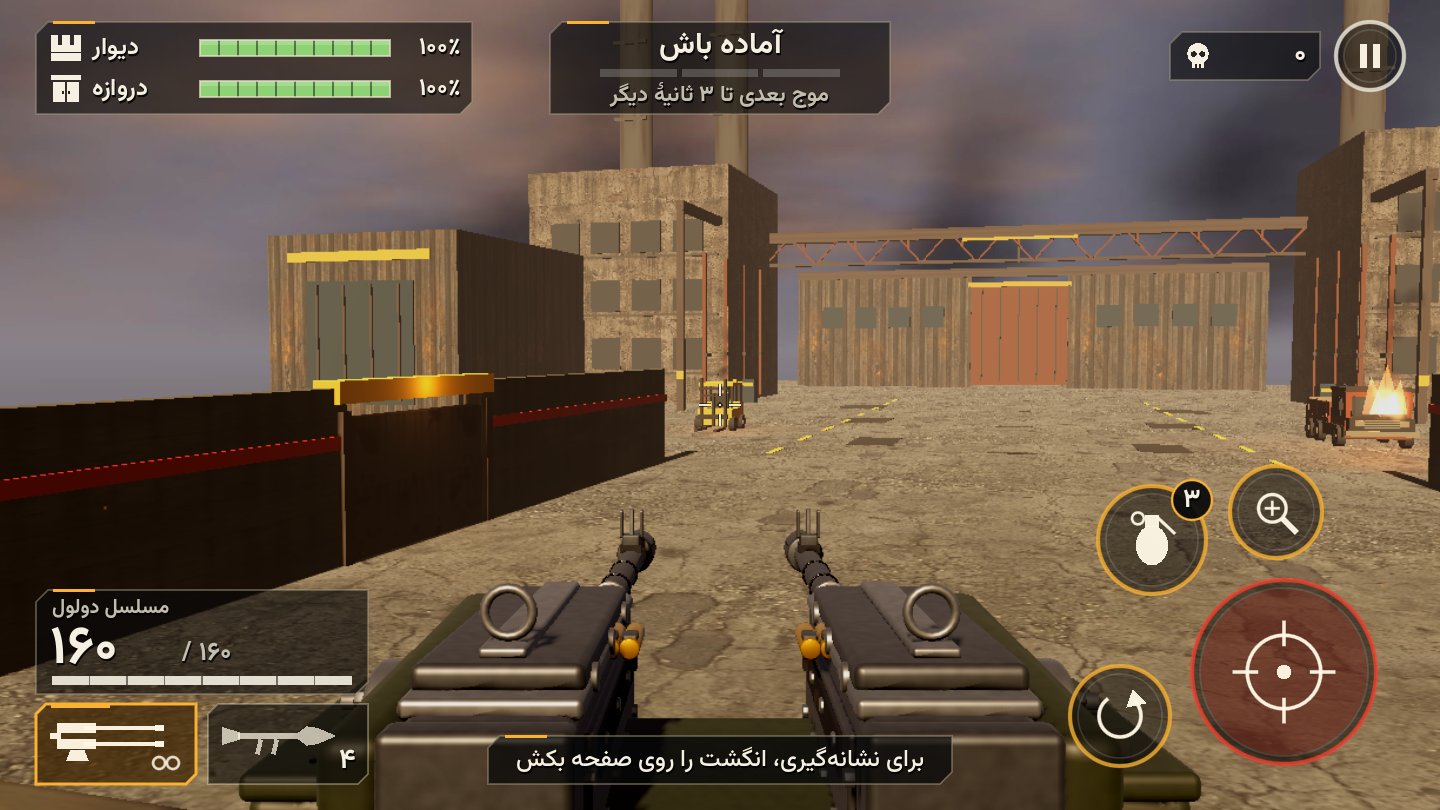 دیوار ۱۰۰٪
دروازه ۱۰۰٪
آماده باش
موج بعدی تا ۳ ثانیهٔ دیگر
۰
۳
مسلسل دولول
۱۶۰ / ۱۶۰
∞
۴
برای نشانه‌گیری، انگشت را روی صفحه بکش